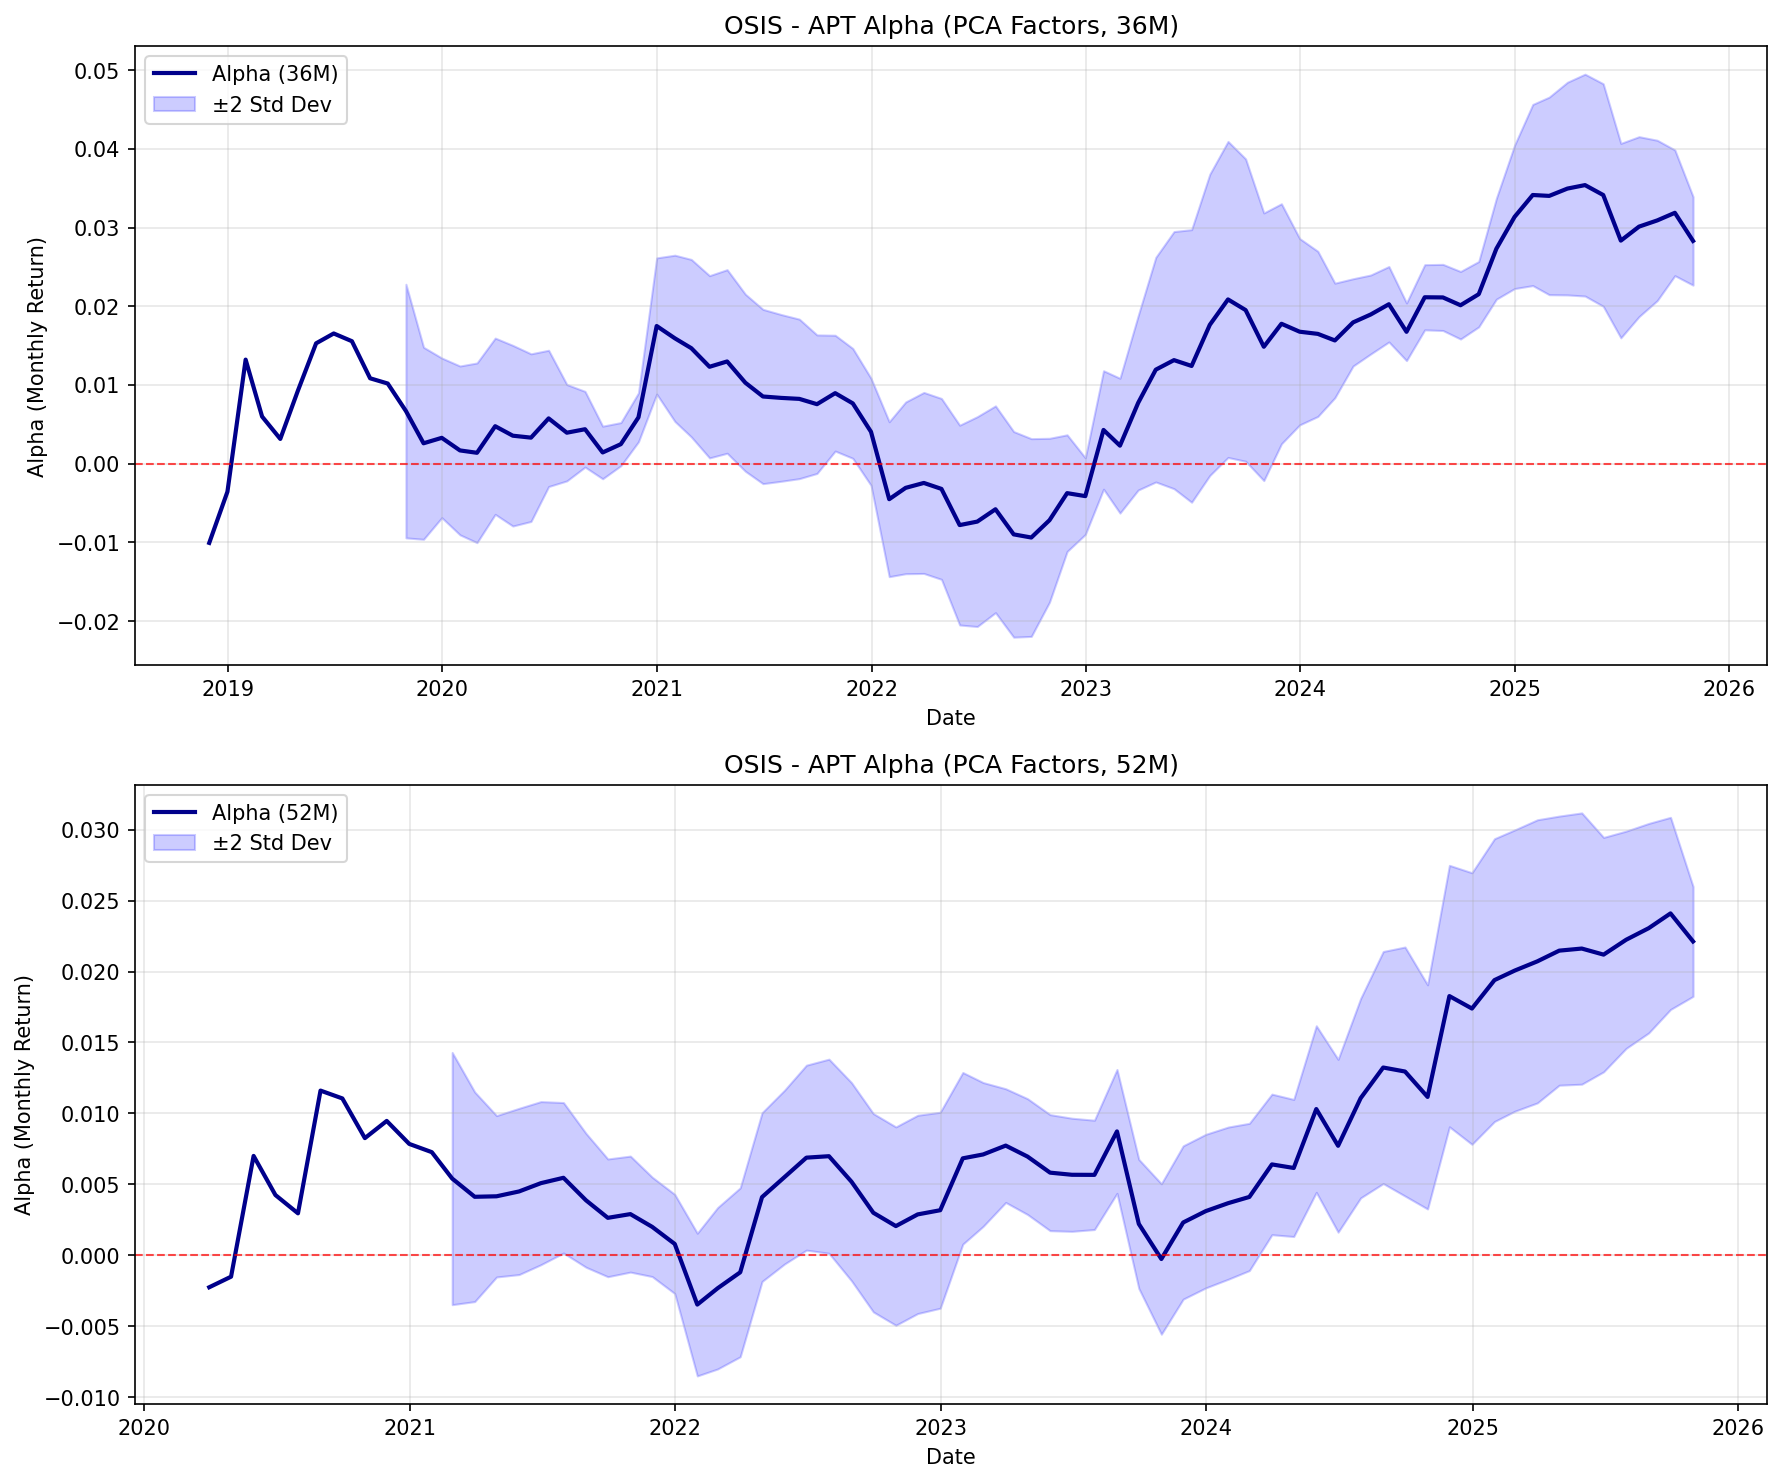 OSIS - APT Alpha (PCA Factors, 36M)
Alpha (36M)
±2 Std Dev
Alpha (Monthly Return)
0.05
0.04
0.03
0.02
0.01
0.00
−0.01
−0.02
2019 2020 2021 2022 2023 2024 2025 2026
Date
OSIS - APT Alpha (PCA Factors, 52M)
Alpha (52M)
±2 Std Dev
Alpha (Monthly Return)
0.030
0.025
0.020
0.015
0.010
0.005
0.000
−0.005
−0.010
2020 2021 2022 2023 2024 2025 2026
Date